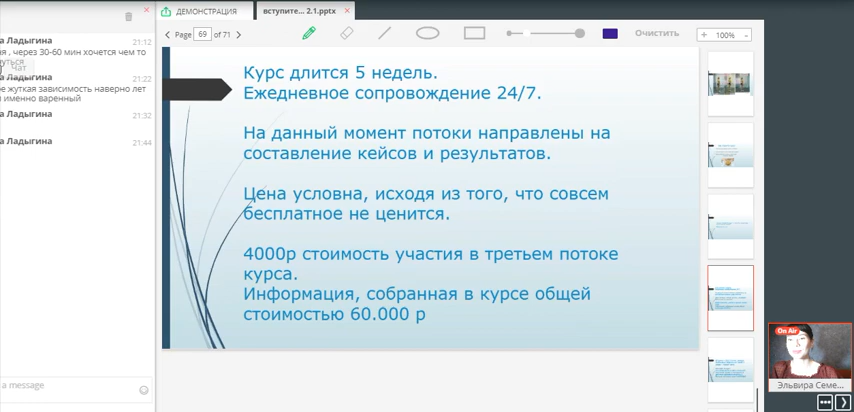 ДЕМОНСТРАЦИЯ
вступите... 2.1.pptx
Page 69 of 71
Очистить
100%
Ладыгина
21:12
, через 30-60 мин хочется чем то
Чат
Ладыгина
21:22
жуткая зависимость наверно лет
именно варенный
Ладыгина
21:32
Ладыгина
21:44
a message
Курс длится 5 недель.
Ежедневное сопровождение 24/7.
На данный момент потоки направлены на
составление кейсов и результатов.
Цена условна, исходя из того, что совсем
бесплатное не ценится.
4000р стоимость участия в третьем потоке
курса.
Информация, собранная в курсе общей
стоимостью 60.000 р
On Air
Эльвира Семе...